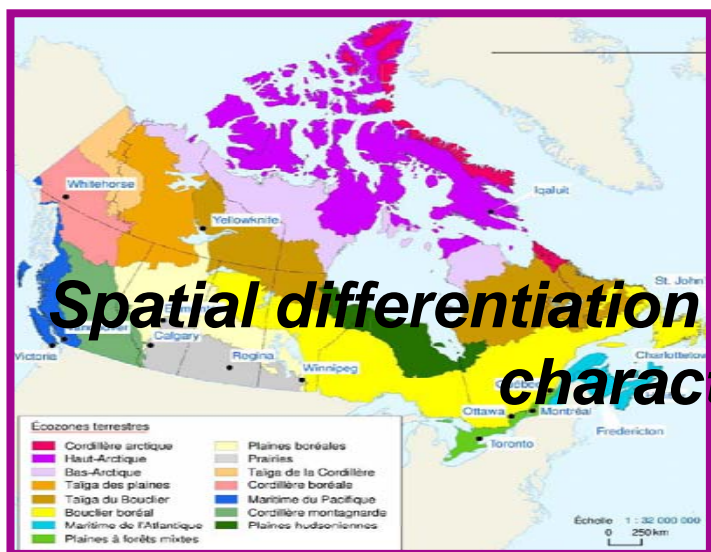 Iqaluit
Whitehorse
Yellowknife
St. John
Spatial differentiation
charact
Victoria
Calgary
Regina
Winnipeg
Charlottetow
Québec
Ottawa
Montréal
Fredericton
Toronto
Écozones terrestres
Cordillère arctique
Haut-Arctique
Bas-Arctique
Taïga des plaines
Taïga du Bouclier
Bouclier boréal
Maritime de l'Atlantique
Plaines à forêts mixtes
Plaines boréales
Prairies
Taïga de la Cordillère
Cordillère boréale
Maritime du Pacifique
Cordillère montagnarde
Plaines hudsoniennes
Échelle 1 : 32 000 000
0 250 km